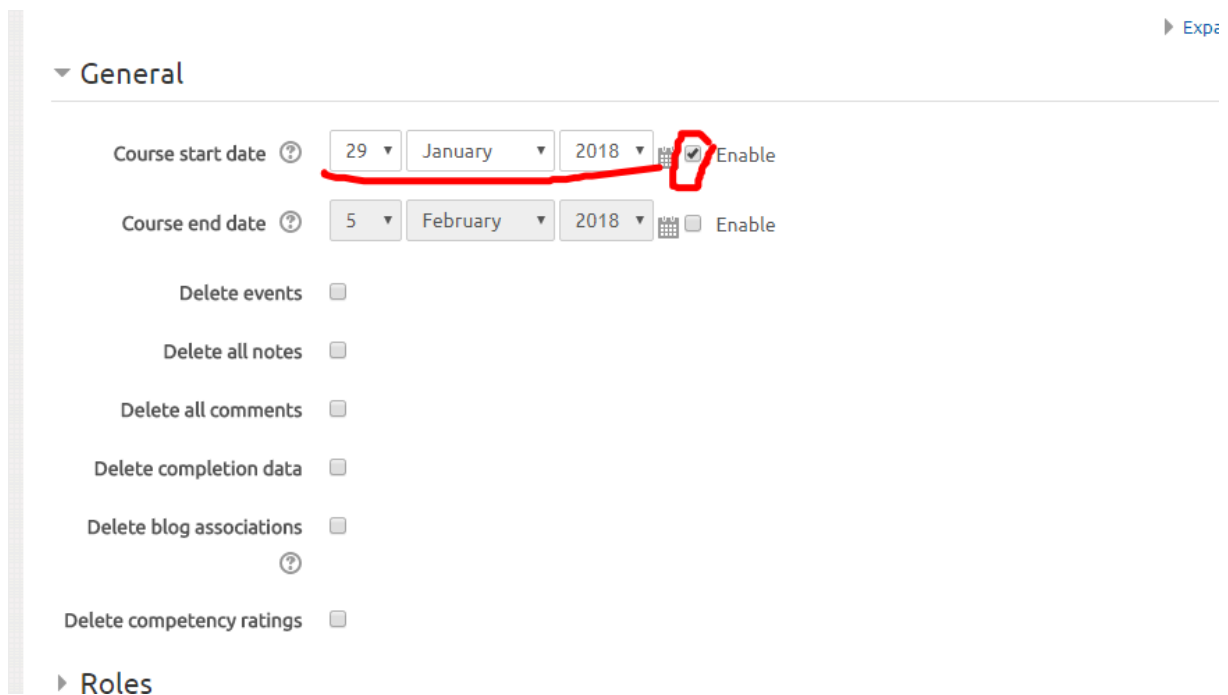 Expa
General
Course start date 29 January 2018 Enable
Course end date 5 February 2018 Enable
Delete events
Delete all notes
Delete all comments
Delete completion data
Delete blog associations
Delete competency ratings
Roles